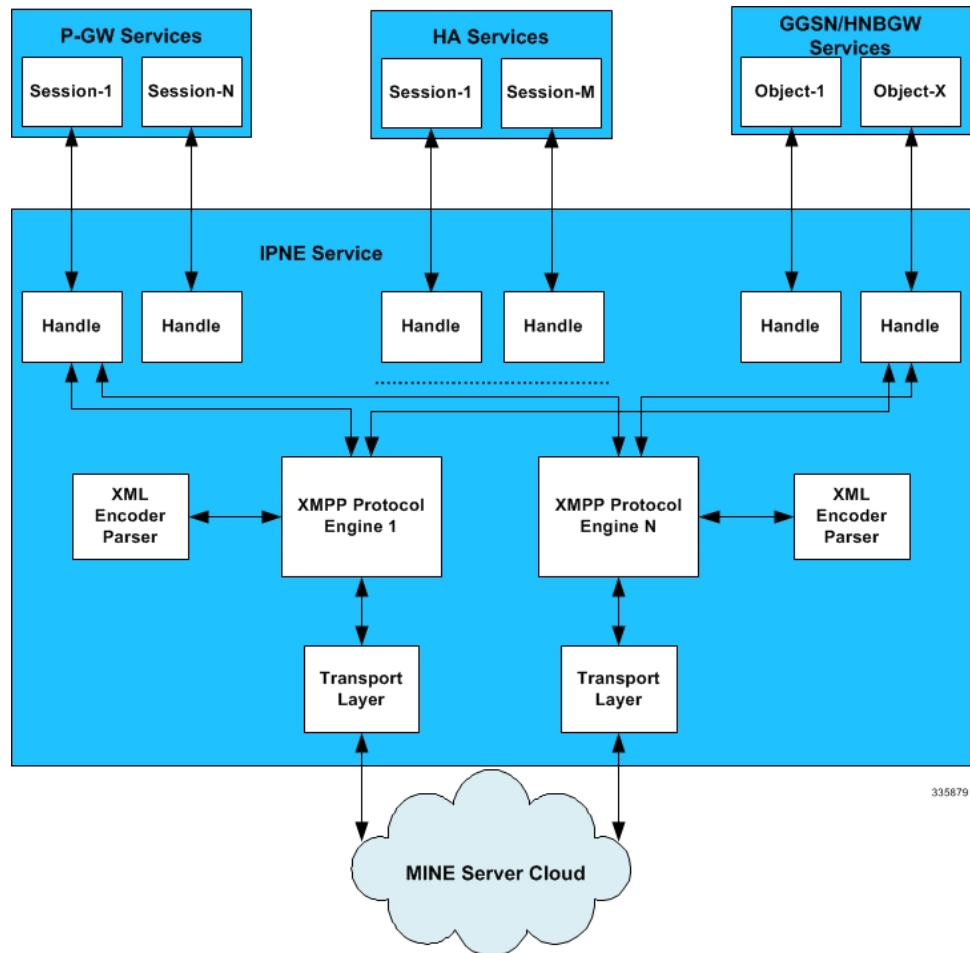 P-GW Services
HA Services
GGSN/HNBGW
Services
Session-1
Session-N
Session-1
Session-M
Object-1
Object-X
IPNE Service
Handle
Handle
Handle
Handle
Handle
Handle
XML
Encoder
Parser
XMPP Protocol
Engine 1
XMPP Protocol
Engine N
XML
Encoder
Parser
Transport
Layer
Transport
Layer
335879
MINE Server Cloud